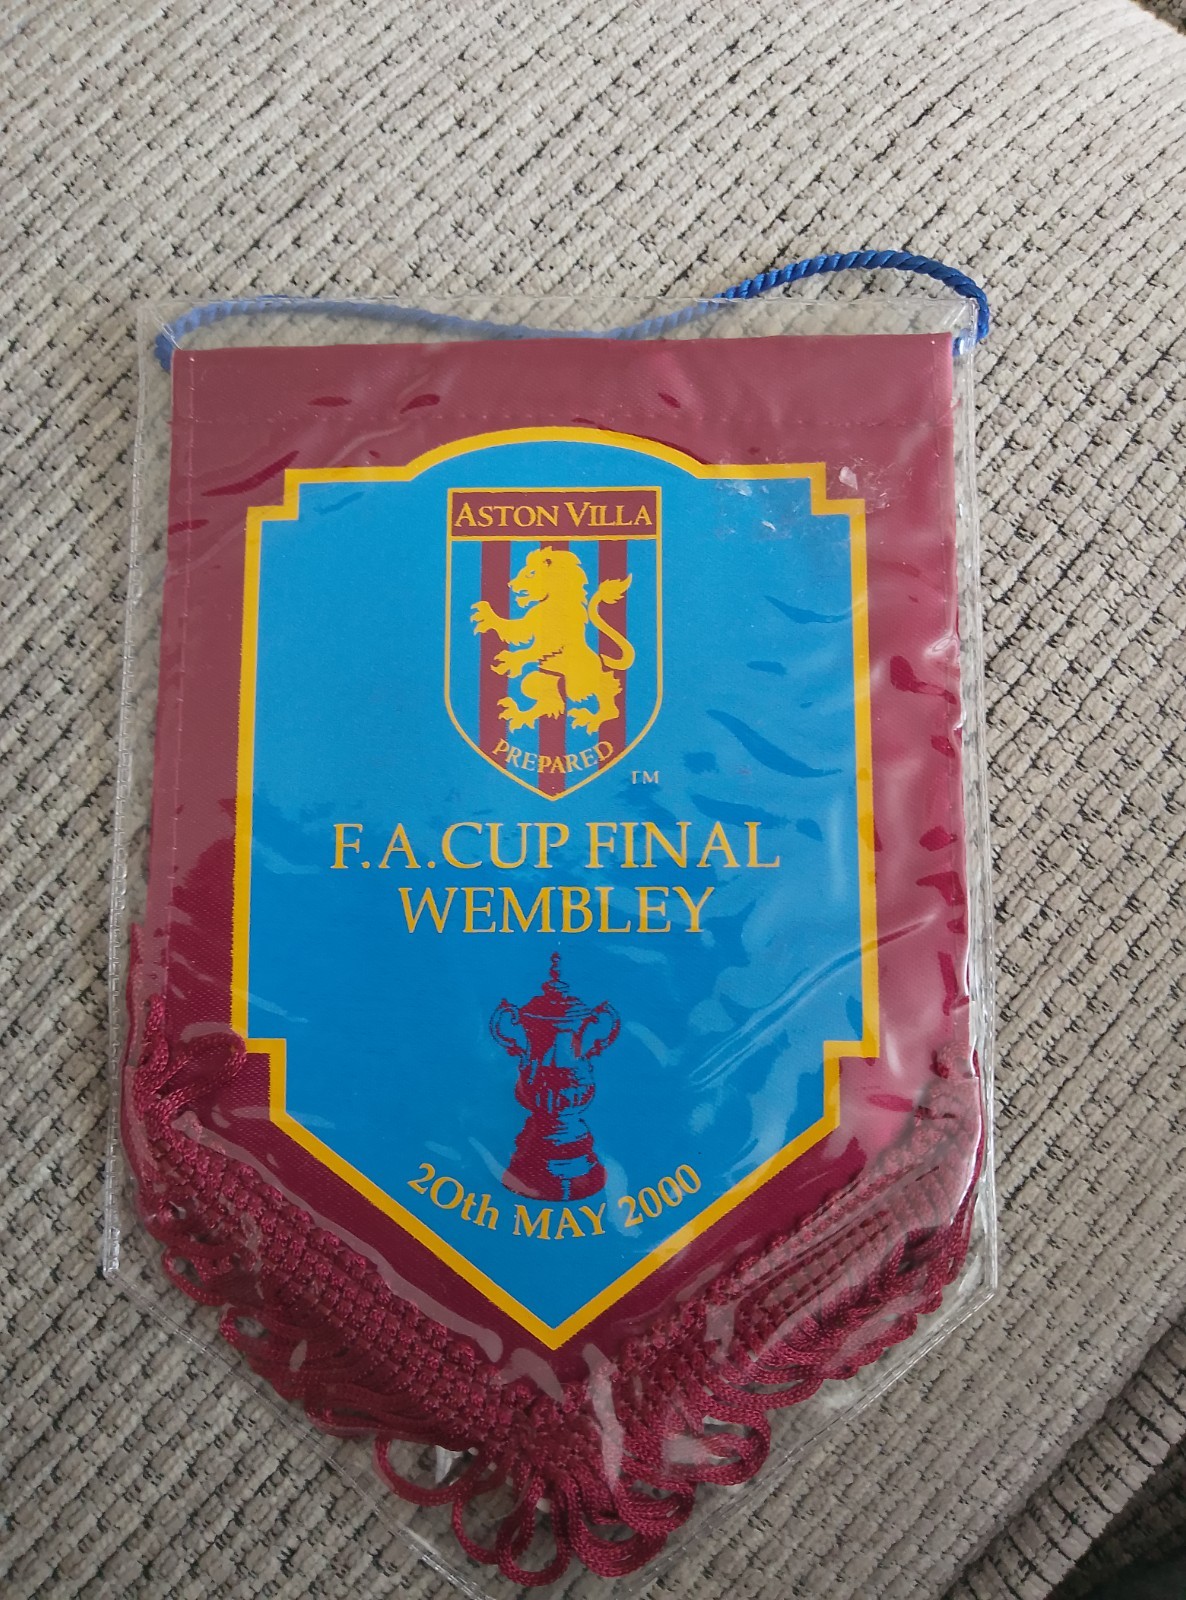 ASTON VILLA
PREPARED
TM
F.A.CUP FINAL
WEMBLEY
20th MAY 2000